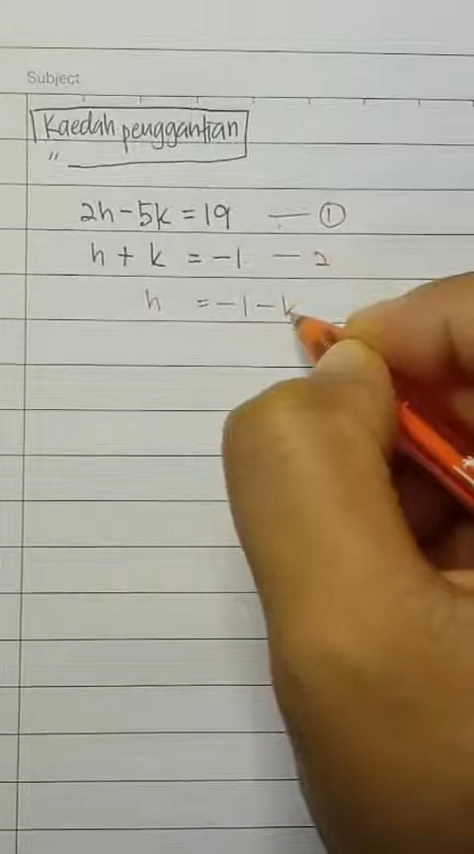 Subject
Kaedah penggantian
"
2h - 5k = 19 — ①
h + k = -1 — 2
h = -1 - k